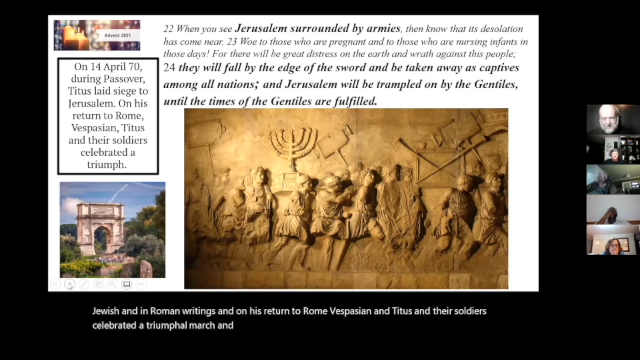 Advent 2021
22 When you see Jerusalem surrounded by armies, then know that its desolation
has come near. 23 Woe to those who are pregnant and to those who are nursing infants in
those days! For there will be great distress on the earth and wrath against this people;
24 they will fall by the edge of the sword and be taken away as captives
among all nations; and Jerusalem will be trampled on by the Gentiles,
until the times of the Gentiles are fulfilled.
On 14 April 70,
during Passover,
Titus laid siege to
Jerusalem. On his
return to Rome,
Vespasian, Titus
and their soldiers
celebrated a
triumph.
Jewish and in Roman writings and on his return to Rome Vespasian and Titus and their soldiers
celebrated a triumphal march and